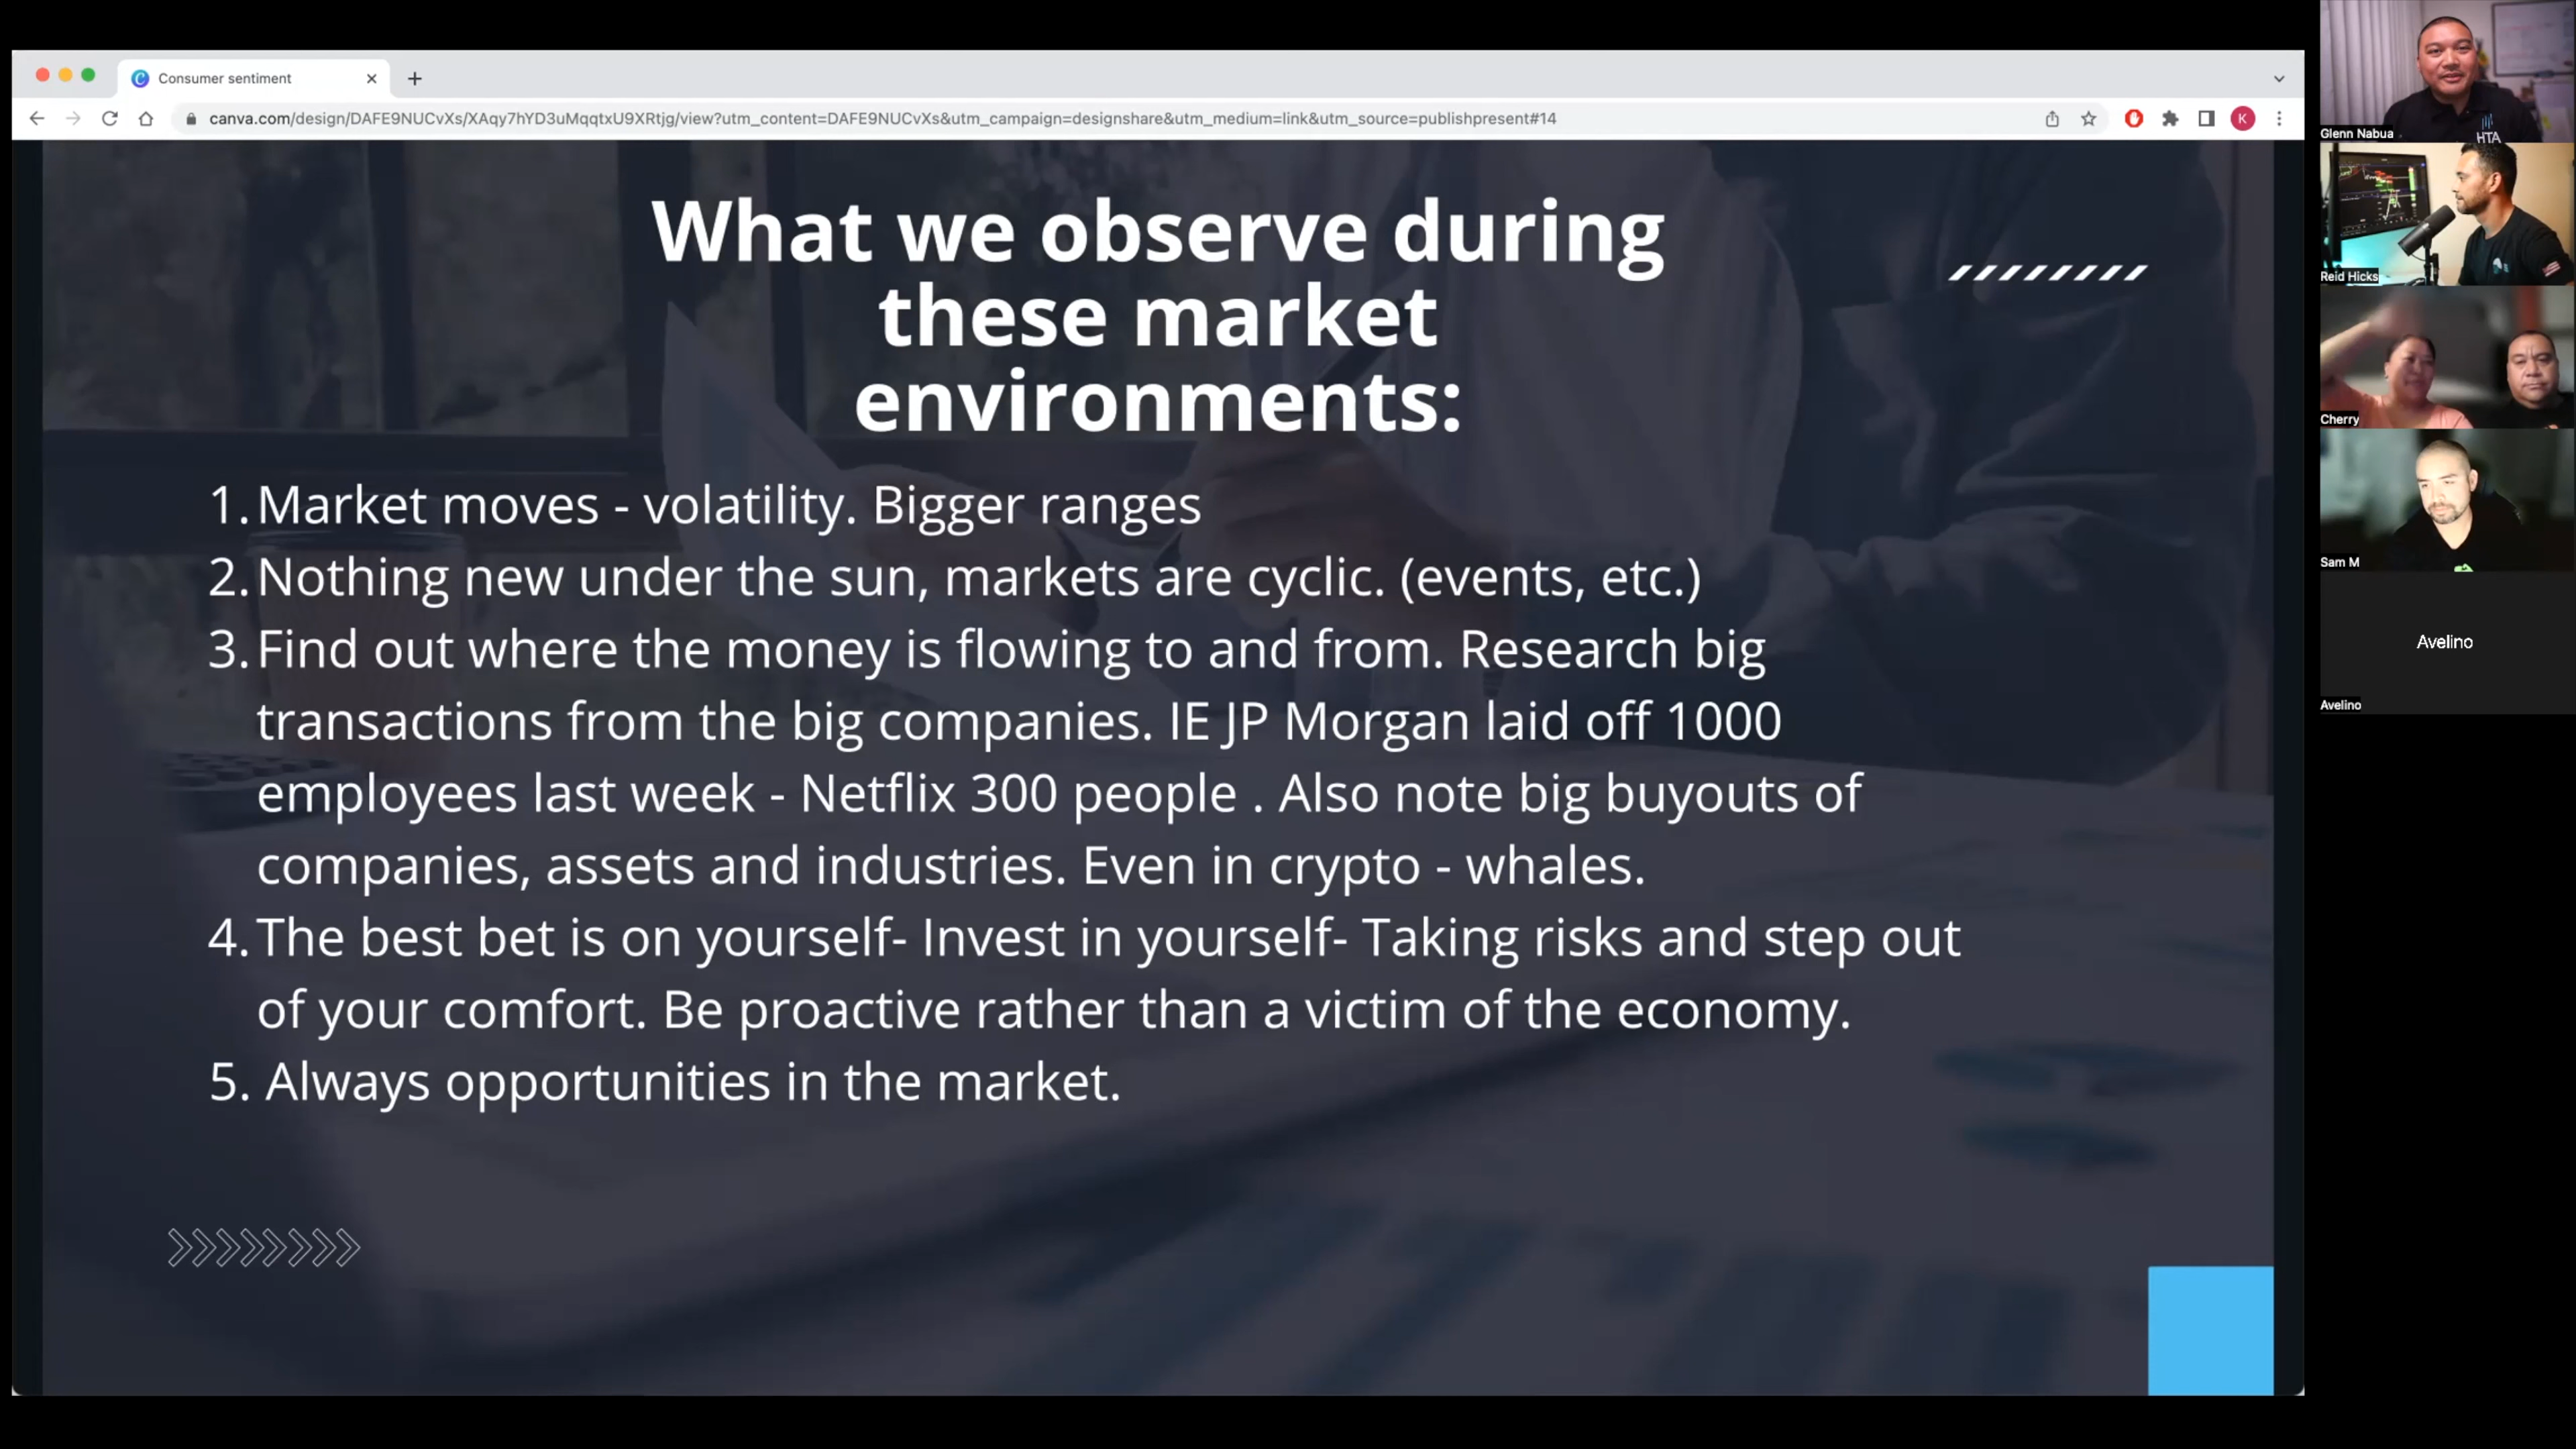 Consumer sentiment
canva.com/design/DAFE9NUCvXs/XAqy7hYD3uMqqtxU9XRtjg/view?utm_content=DAFE9NUCvXs&utm_campaign=designshare&utm_medium=link&utm_source=publishpresent#14
K
What we observe during
these market
environments:
1. Market moves - volatility. Bigger ranges
2. Nothing new under the sun, markets are cyclic. (events, etc.)
3. Find out where the money is flowing to and from. Research big
transactions from the big companies. IE JP Morgan laid off 1000
employees last week - Netflix 300 people . Also note big buyouts of
companies, assets and industries. Even in crypto - whales.
4. The best bet is on yourself- Invest in yourself- Taking risks and step out
of your comfort. Be proactive rather than a victim of the economy.
5. Always opportunities in the market.
HTA
Glenn Nabua
Reid Hicks
Cherry
Sam M
Avelino
Avelino